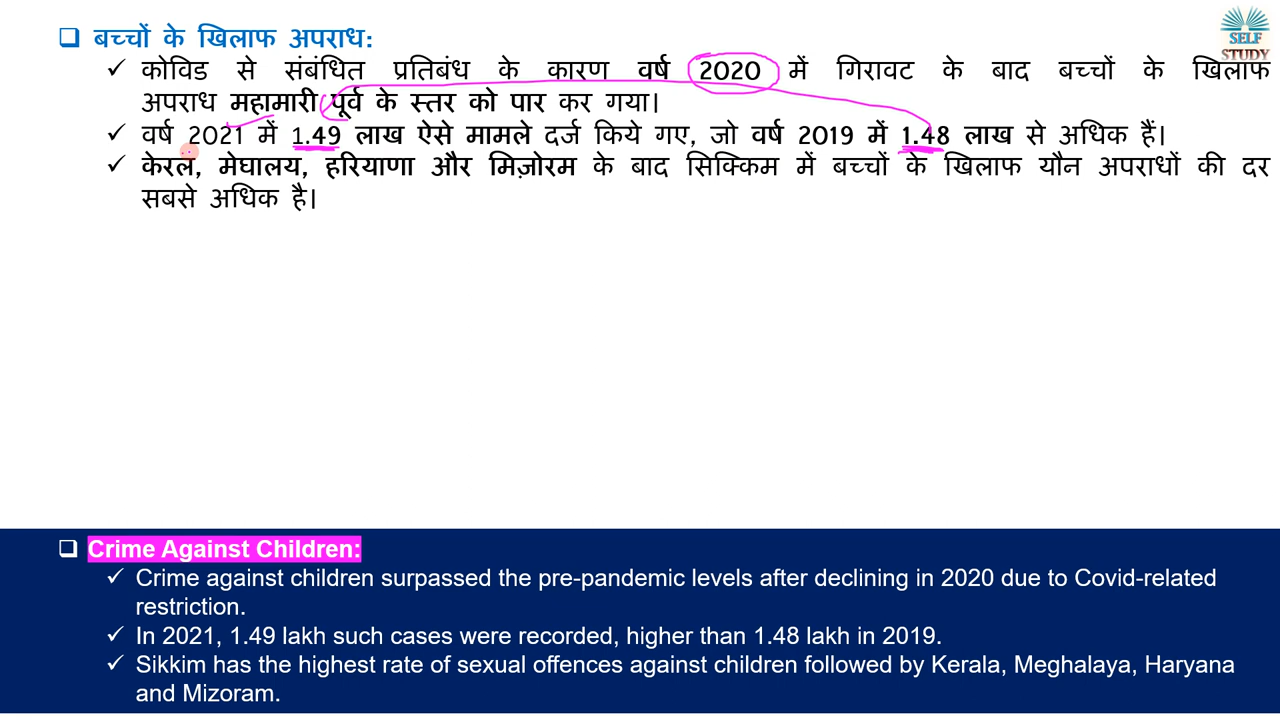 बच्चों के खिलाफ अपराध:
SELF
STUDY
कोविड से संबंधित प्रतिबंध के कारण वर्ष 2020 में गिरावट के बाद बच्चों के खिलाफ
अपराध महामारी पूर्व के स्तर को पार कर गया।
वर्ष 2021 में 1.49 लाख ऐसे मामले दर्ज किये गए, जो वर्ष 2019 में 1.48 लाख से अधिक हैं।
केरल, मेघालय, हरियाणा और मिज़ोरम के बाद सिक्किम में बच्चों के खिलाफ यौन अपराधों की दर
सबसे अधिक है।
Crime Against Children:
Crime against children surpassed the pre-pandemic levels after declining in 2020 due to Covid-related
restriction.
In 2021, 1.49 lakh such cases were recorded, higher than 1.48 lakh in 2019.
Sikkim has the highest rate of sexual offences against children followed by Kerala, Meghalaya, Haryana
and Mizoram.